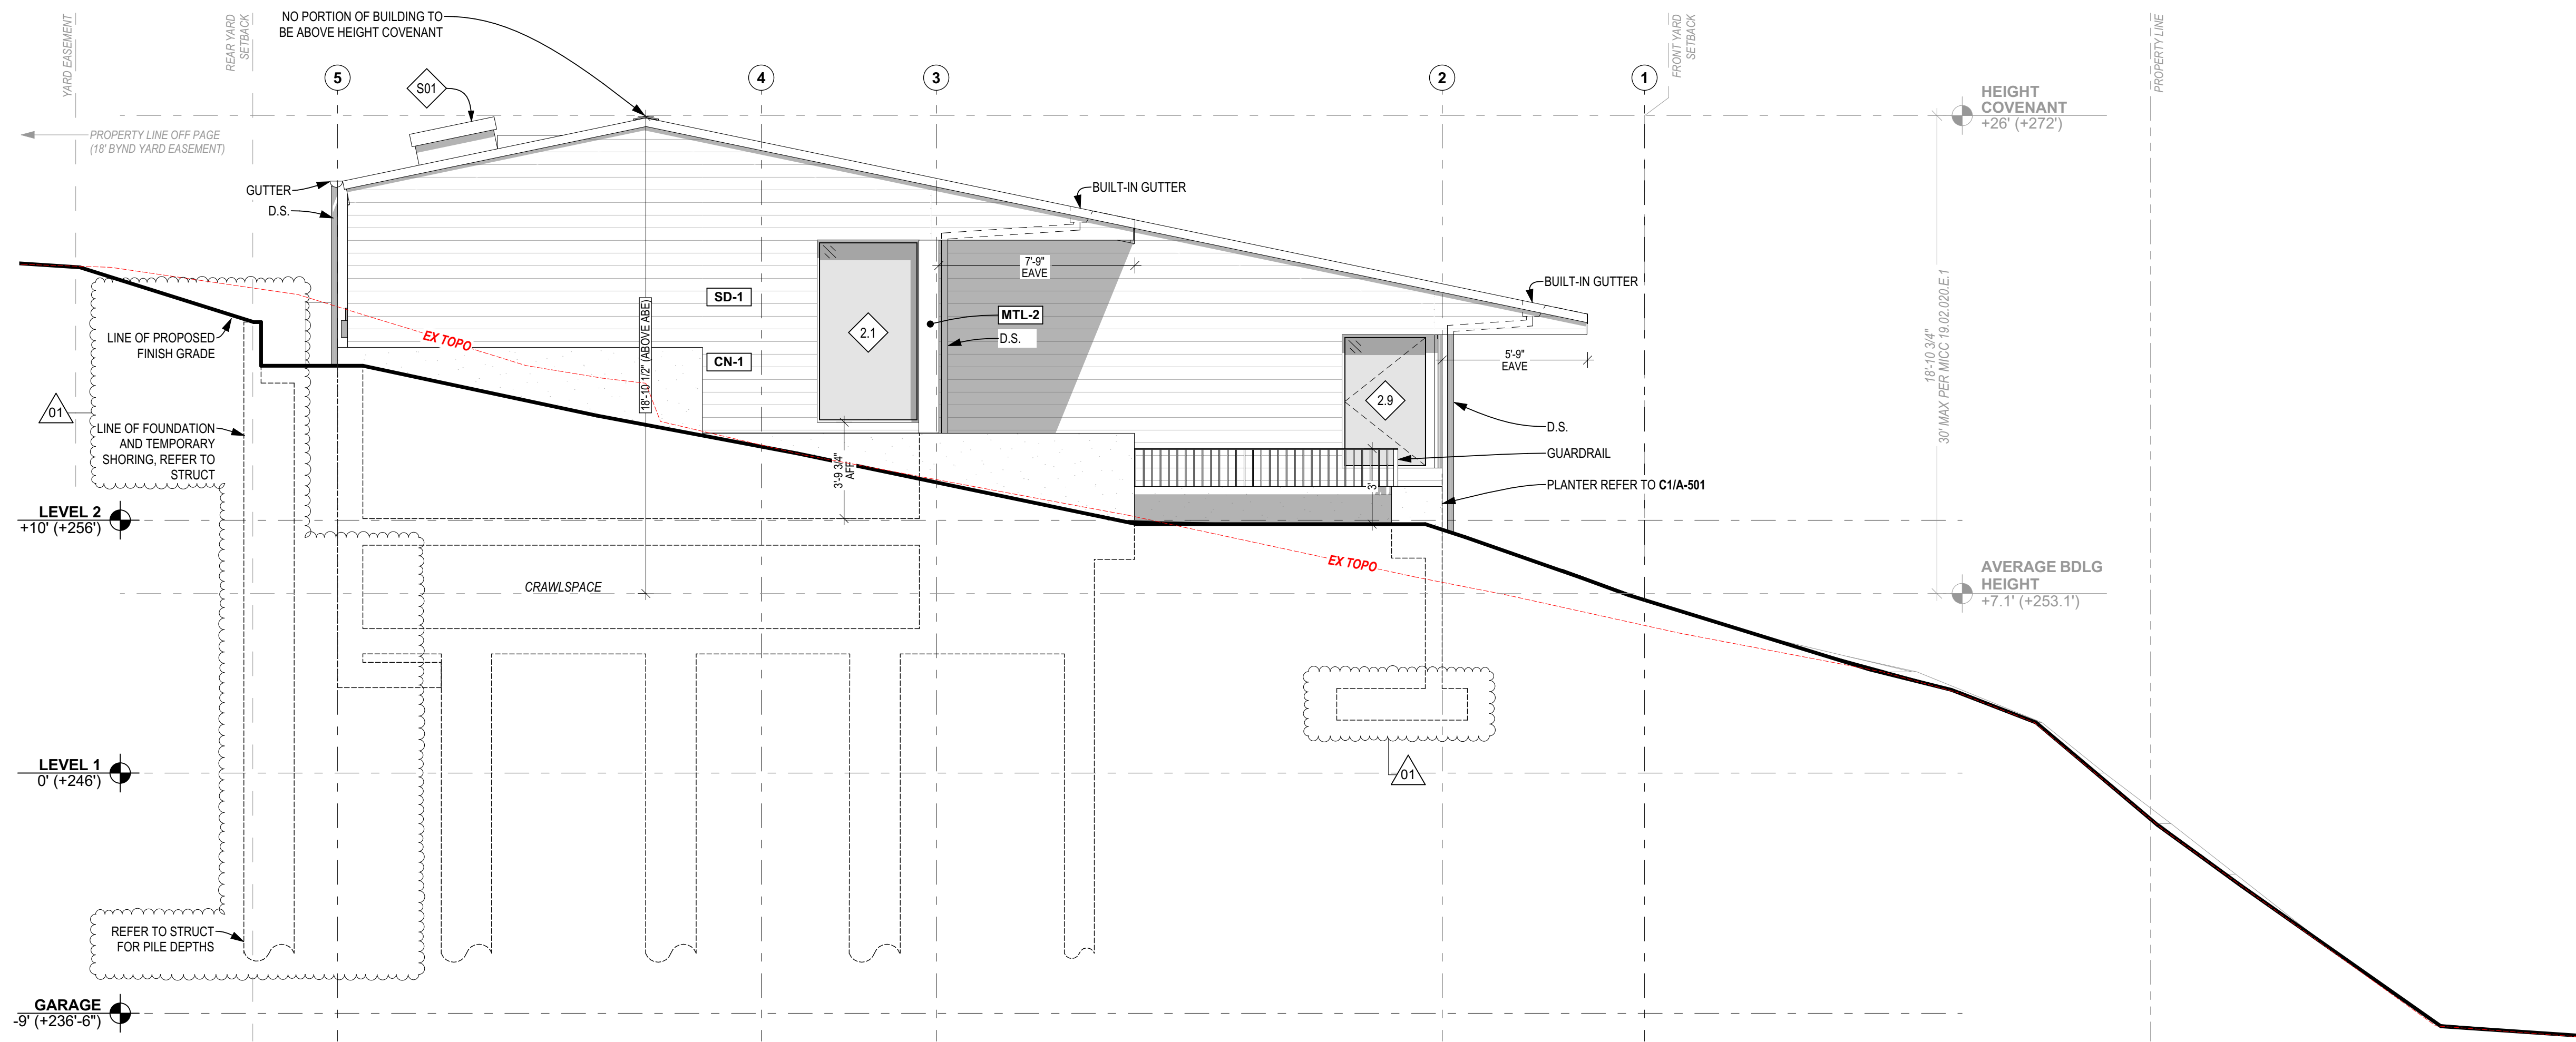 YARD EASEMENT
REAR YARD
SETBACK
NO PORTION OF BUILDING TO
BE ABOVE HEIGHT COVENANT
FRONT YARD
SETBACK
PROPERTY LINE
5
4
3
2
1
S01
HEIGHT
COVENANT
+26' (+272')
PROPERTY LINE OFF PAGE
(18' BYND YARD EASEMENT)
GUTTER
D.S.
BUILT-IN GUTTER
7'-9"
EAVE
BUILT-IN GUTTER
SD-1
MTL-2
D.S.
2.1
18'-10 1/2" (ABOVE ABE)
EX TOPO
LINE OF PROPOSED
FINISH GRADE
CN-1
5'-9"
EAVE
18'-10 3/4"
30' MAX PER MICC 19.02.020.E.1
2.9
01
LINE OF FOUNDATION
AND TEMPORARY
SHORING, REFER TO
STRUCT
D.S.
GUARDRAIL
3'-9 3/4"
AFF
3'
PLANTER REFER TO C1/A-501
LEVEL 2
+10' (+256')
EX TOPO
CRAWLSPACE
AVERAGE BDLG
HEIGHT
+7.1' (+253.1')
LEVEL 1
0' (+246')
01
REFER TO STRUCT
FOR PILE DEPTHS
GARAGE
-9' (+236'-6")